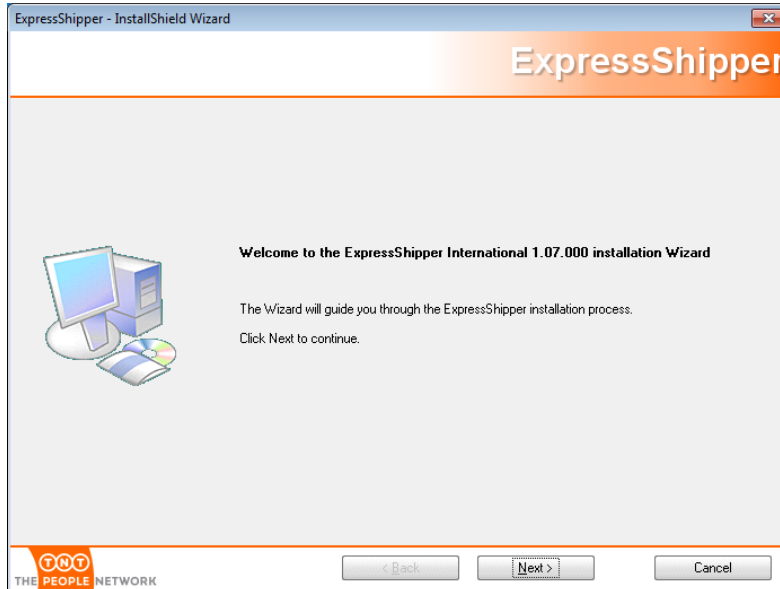 ExpressShipper - InstallShield Wizard
ExpressShipper
Welcome to the ExpressShipper International 1.07.000 installation Wizard
The Wizard will guide you through the ExpressShipper installation process.
Click Next to continue.
TNT
THE PEOPLE NETWORK
< Back
Next >
Cancel